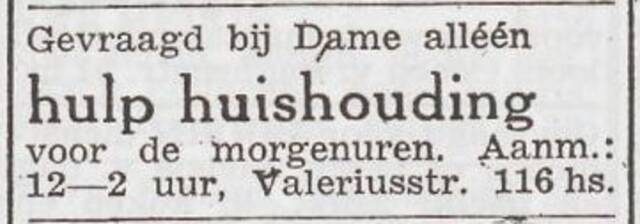 Gevraagd bij Dame alléén
hulp huishouding
voor de morgenuren. Aanm.:
12—2 uur, Valeriusstr. 116 hs.